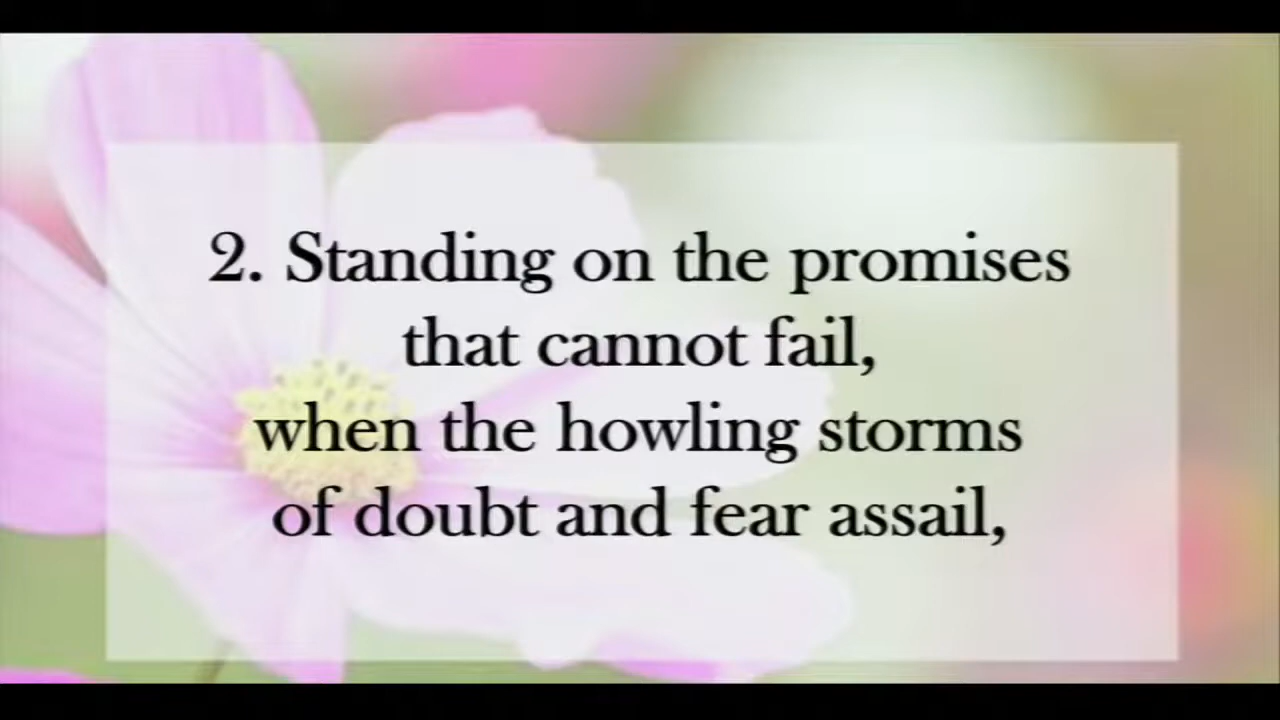 2. Standing on the promises
that cannot fail,
when the howling storms
of doubt and fear assail,